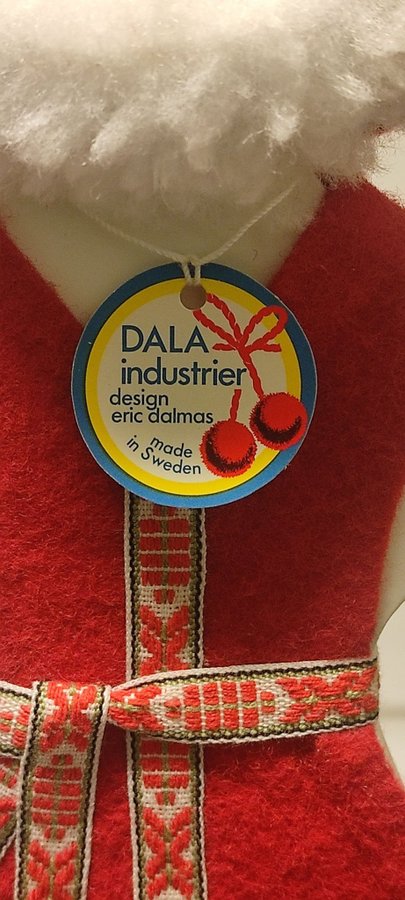 DALA
industrier
design
eric dalmas
made
in Sweden